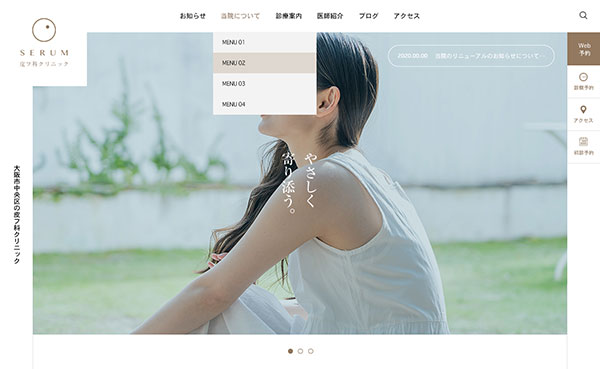 お知らせ
当院について
診療案内
医師紹介
ブログ
アクセス
SERUM
皮フ科クリニック
MENU 01
MENU 02
MENU 03
MENU 04
2020.00.00 当院のリニューアルのお知らせについて…
Web
予約
診察予約
アクセス
初診予約
やさしく
寄り添う。
大阪市中央区の皮フ科クリニック